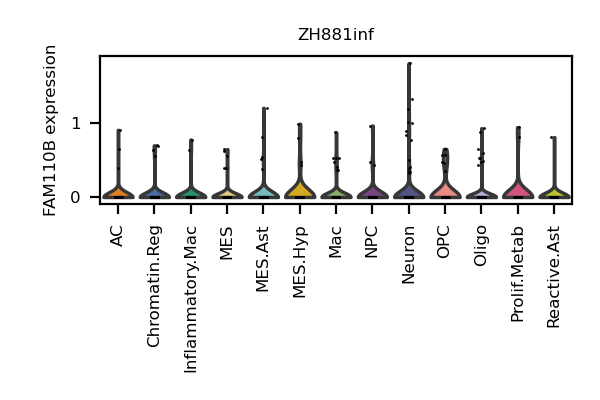 ZH881inf
FAM110B expression
1
0
AC
Chromatin.Reg
Inflammatory.Mac
MES
MES.Ast
MES.Hyp
Mac
NPC
Neuron
OPC
Oligo
Prolif.Metab
Reactive.Ast